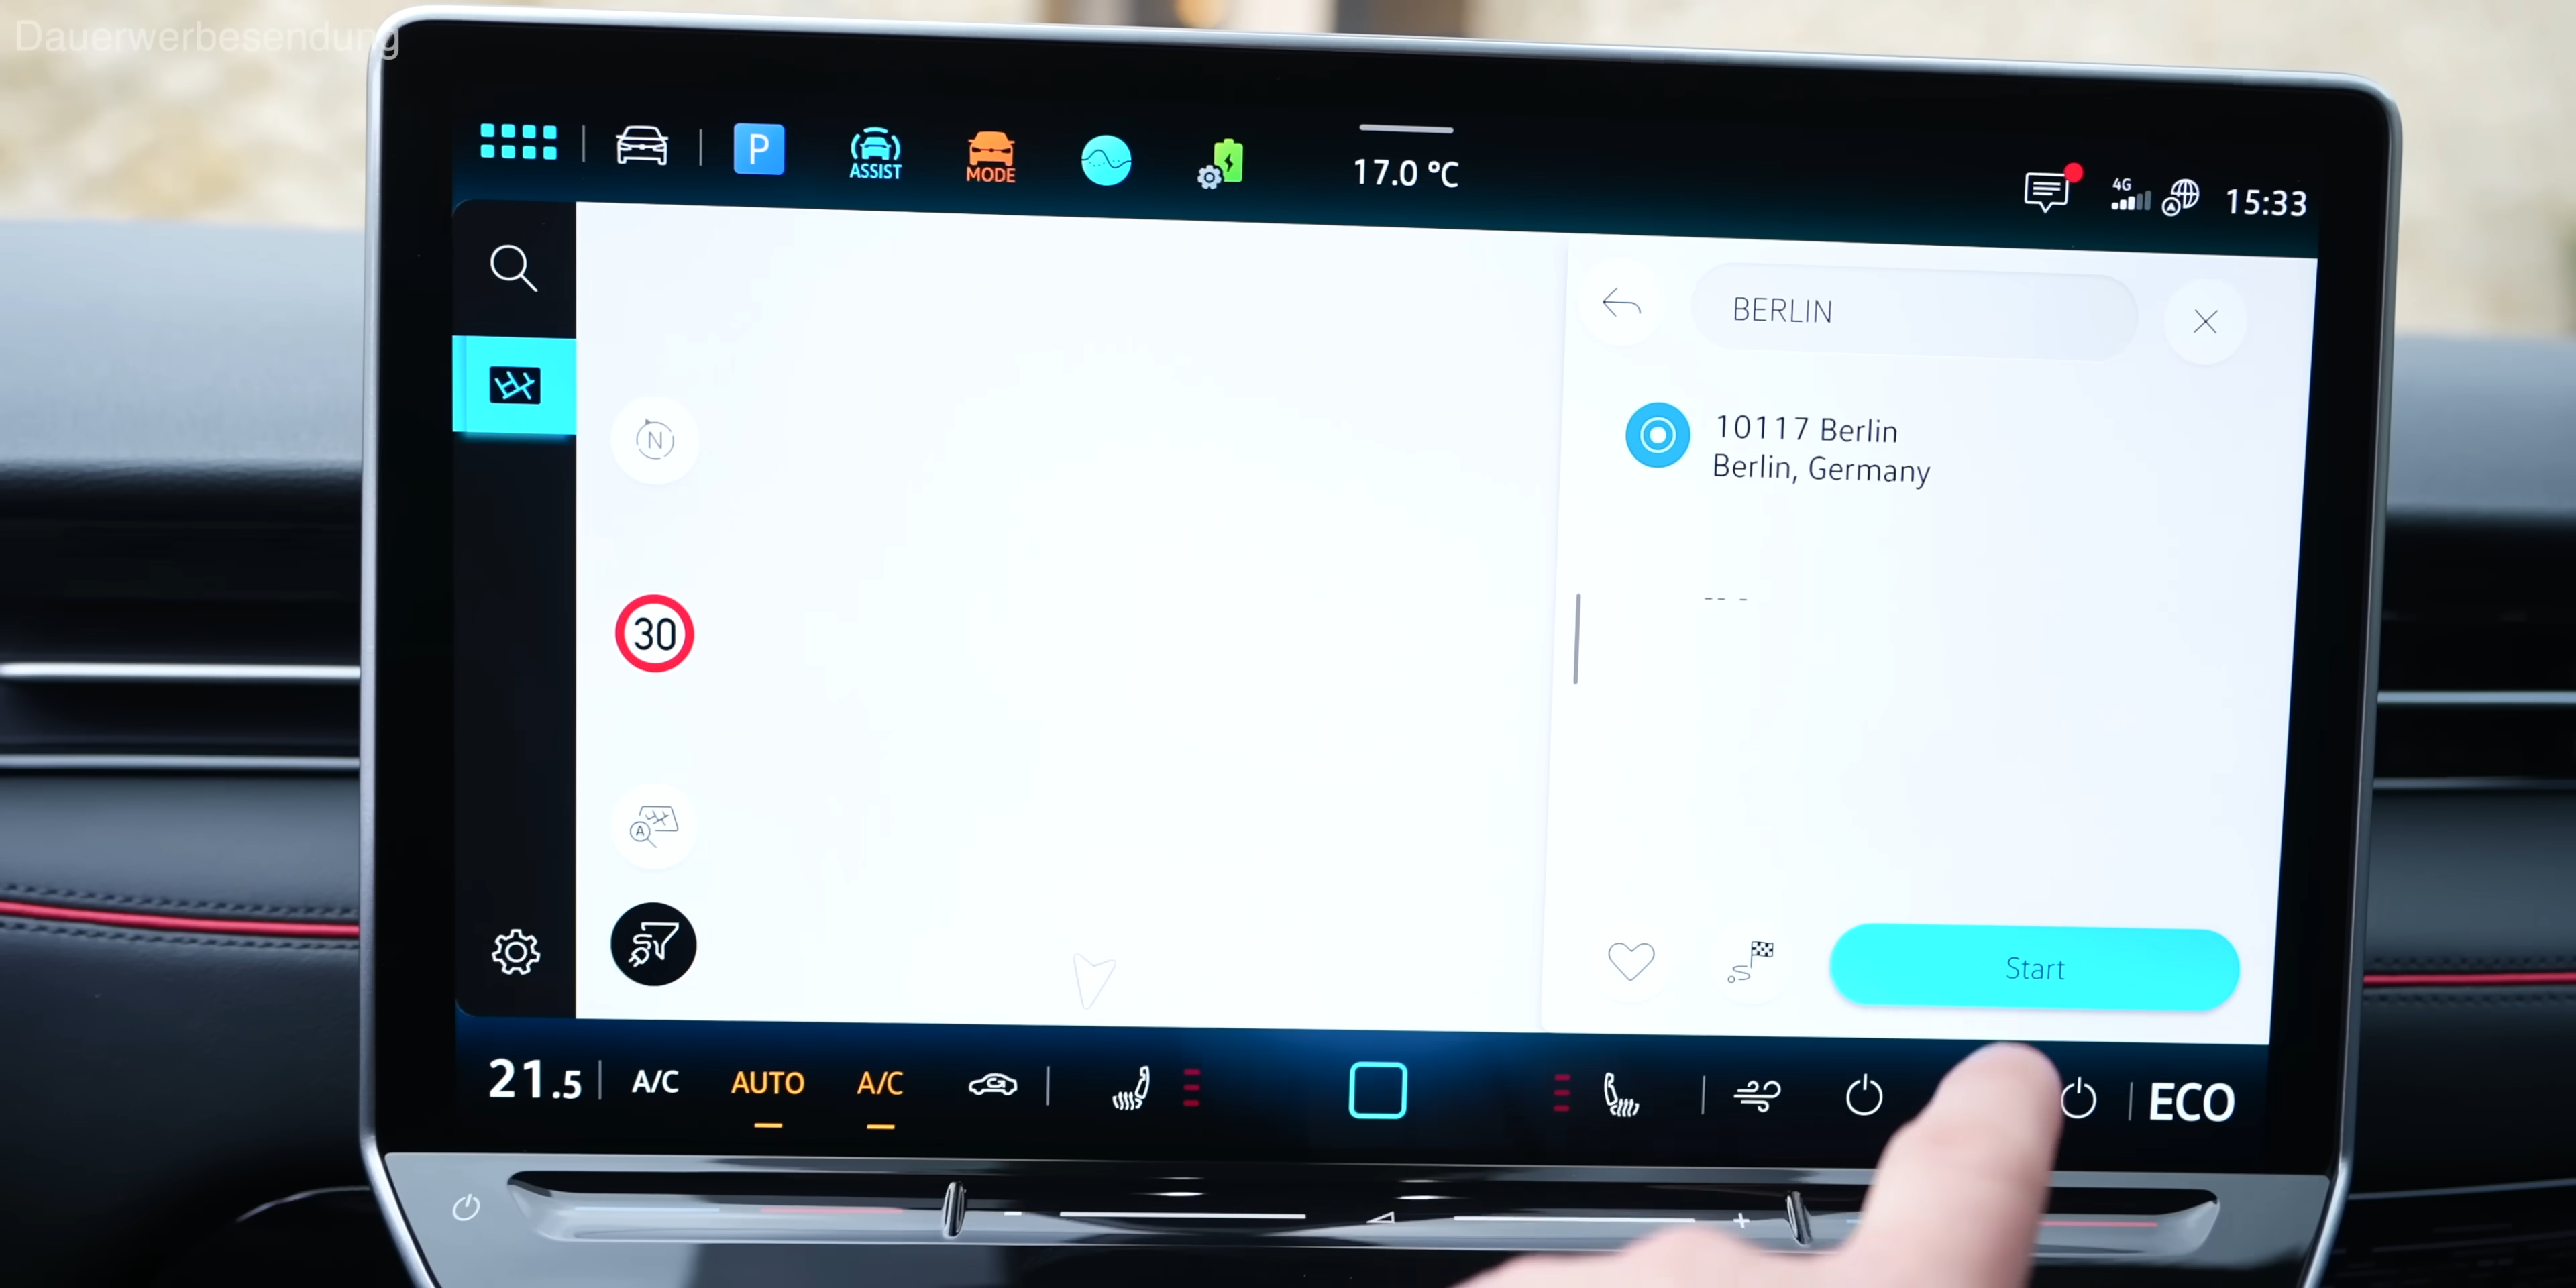 Dauerwerbesendung
P
ASSIST
MODE
17.0 °C
4G
A
15:33
BERLIN
10117 Berlin
Berlin, Germany
N
30
-- -
A
Start
21.5
A/C
AUTO
A/C
ECO
- +